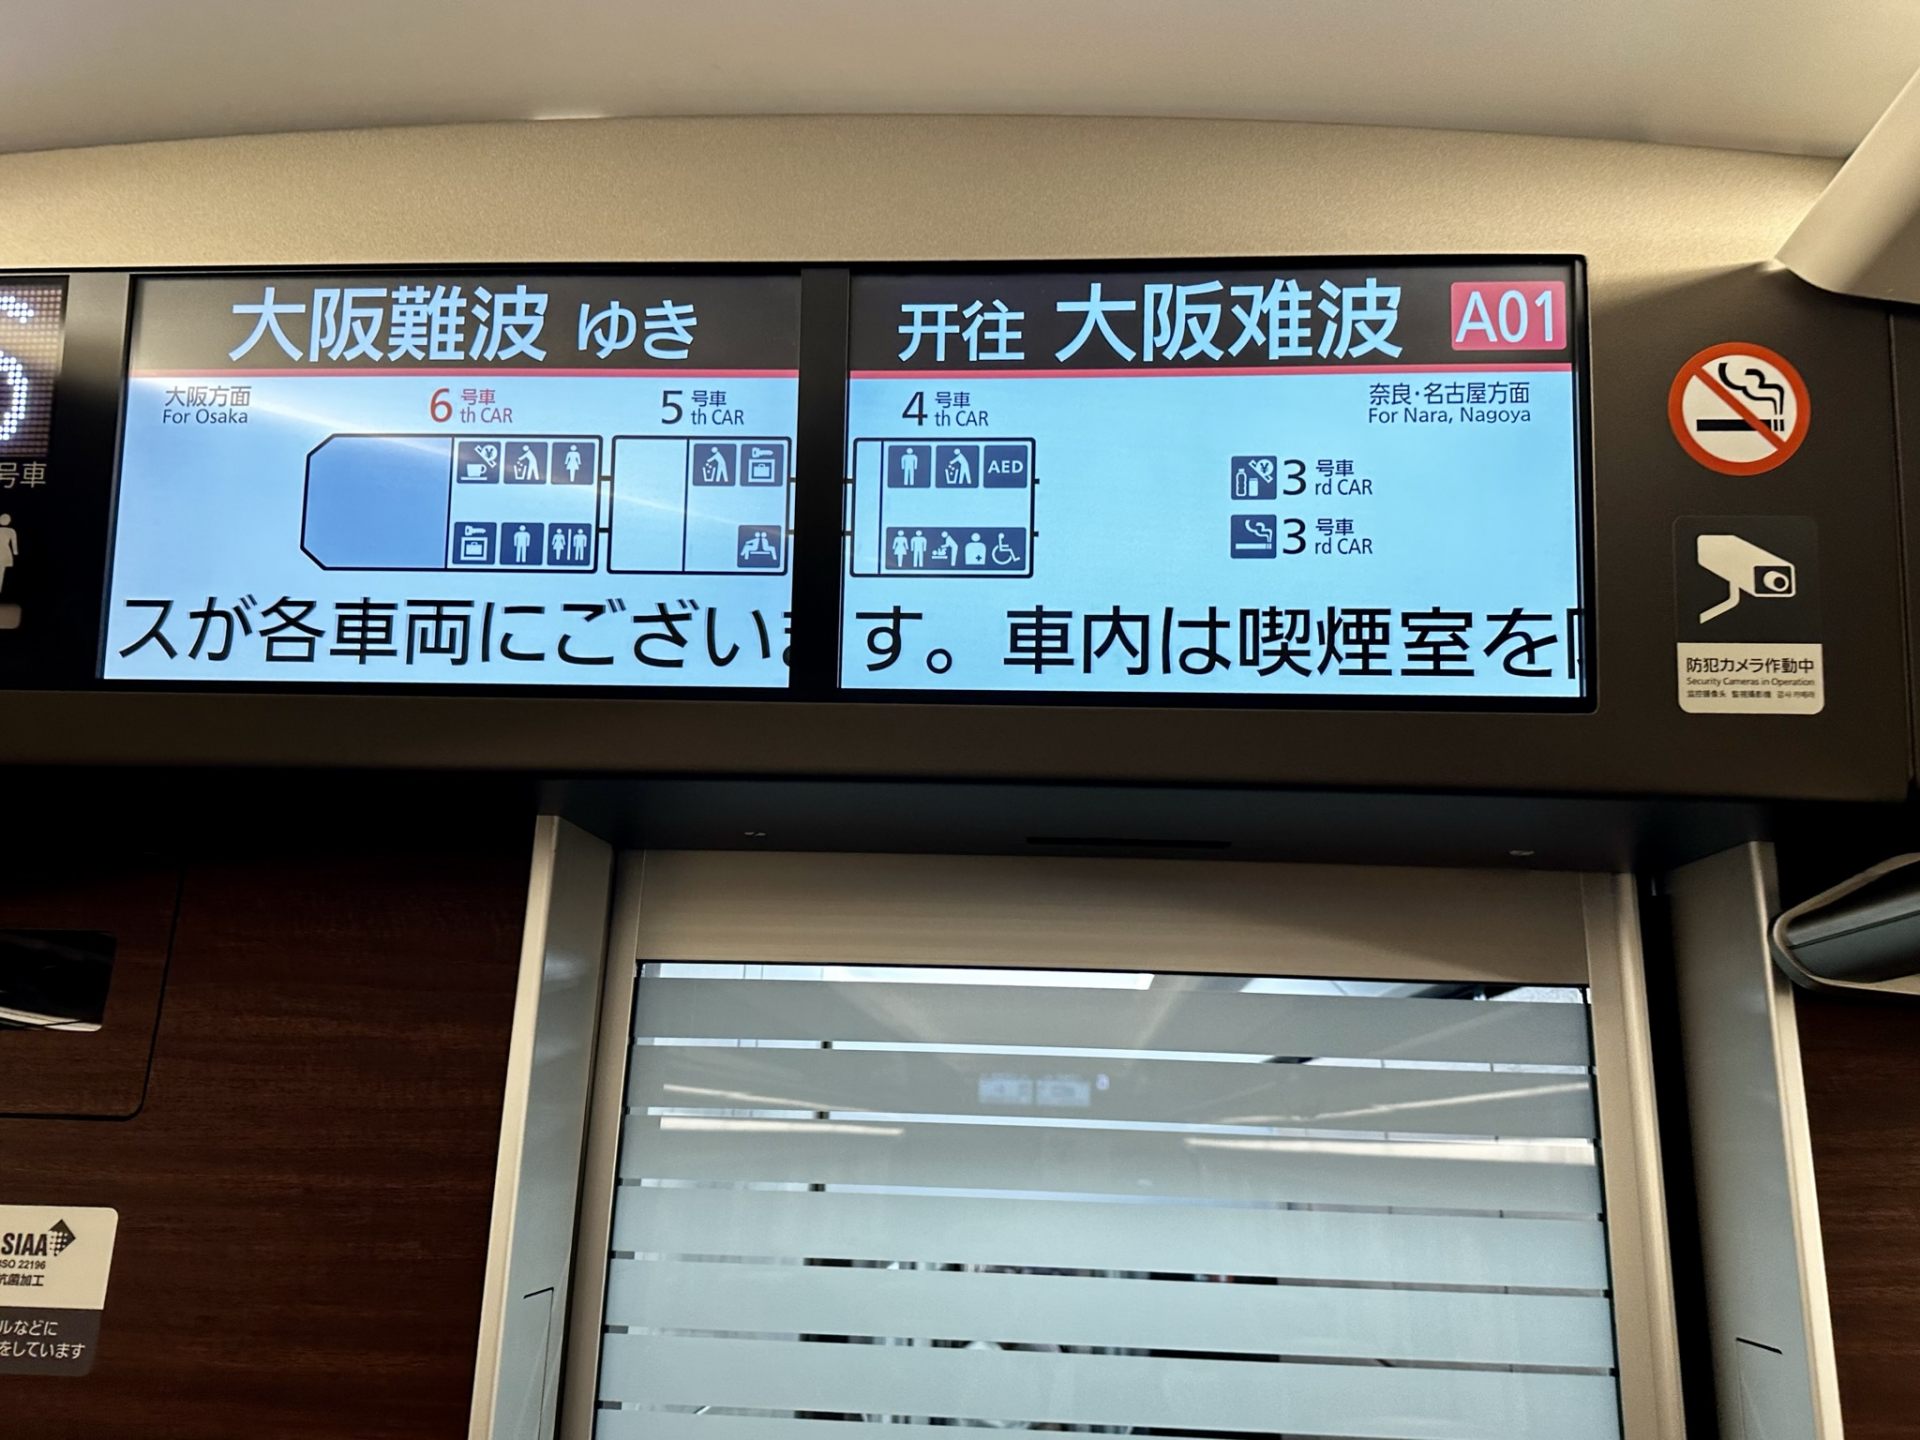 大阪難波 ゆき
開往 大阪难波 A01
大阪方面
For Osaka
6 号車
th CAR
5 号車
th CAR
4 号車
th CAR
奈良・名古屋方面
For Nara, Nagoya
AED
3 号車
rd CAR
3 号車
rd CAR
スが各車両にございます。車内は喫煙室を
号車
防犯カメラ作動中
Security Cameras in Operation
SIAA
ISO 22196
抗菌加工
ルなどに
をしています